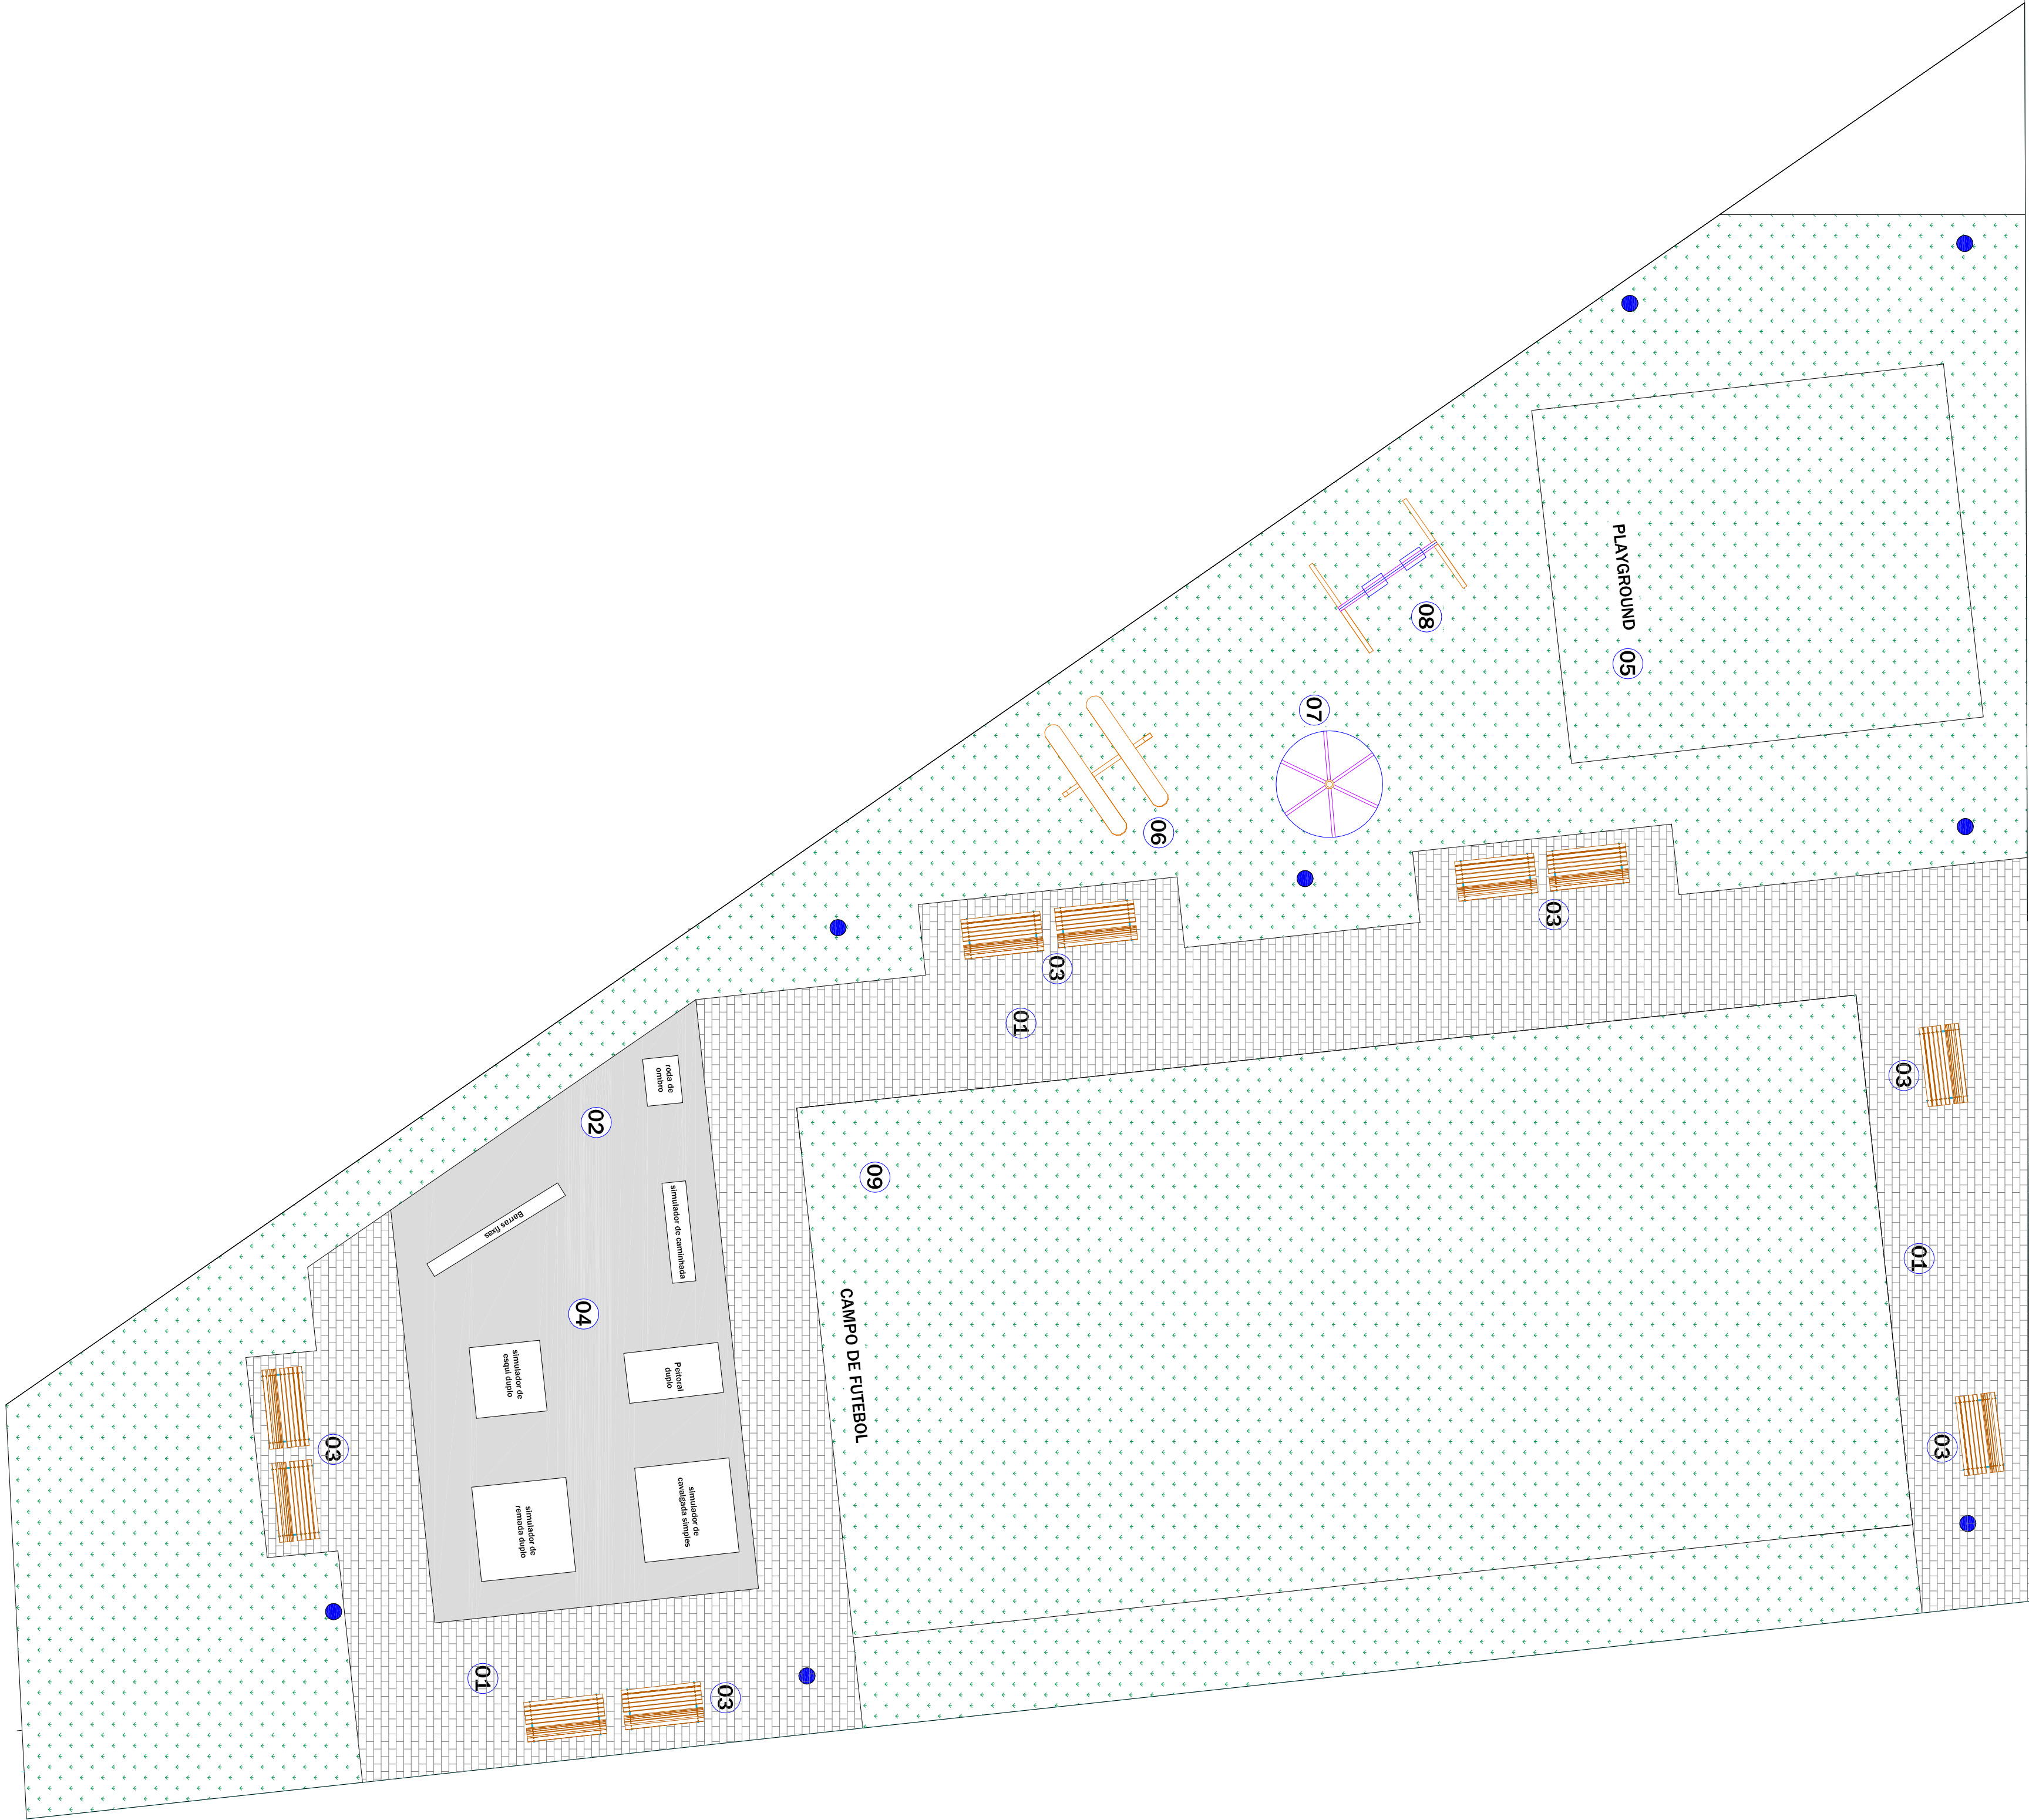 PLAYGROUND
05
08
07
06
03
03
01
03
01
03
09
CAMPO DE FUTEBOL
02
04
roda de
ombro
simulador de caminhada
Barras fixas
Peitoral
duplo
simulador de
esqui duplo
simulador de
cavalgada simples
simulador de
remada duplo
03
01
03